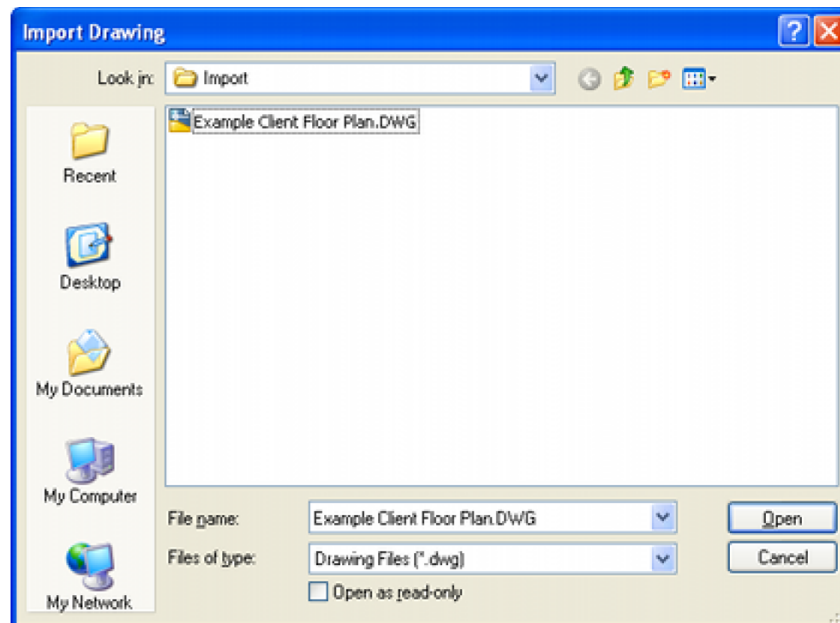 Import Drawing
Look in: Import
Example Client Floor Plan.DWG
Recent
Desktop
My Documents
My Computer
My Network
File name: Example Client Floor Plan.DWG Open
Files of type: Drawing Files (*.dwg) Cancel
Open as read-only